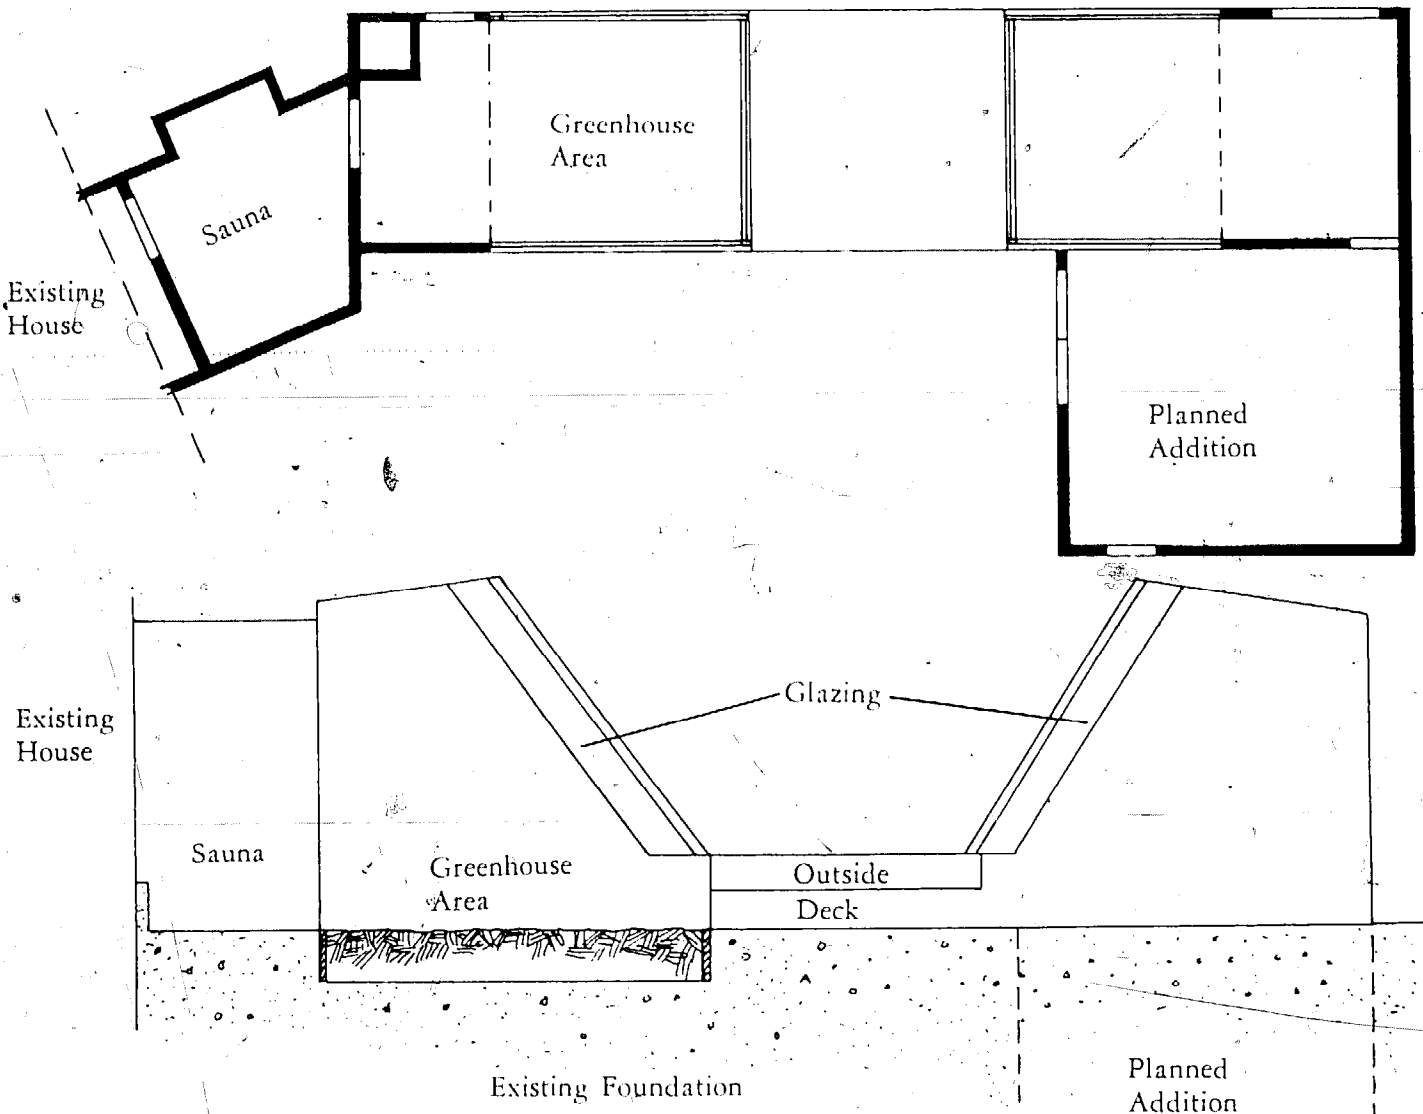 Greenhouse
Area
Sauna
Existing
House
Planned
Addition
Glazing
Existing
House
Sauna
Greenhouse
Area
Outside
Deck
Existing Foundation
Planned
Addition